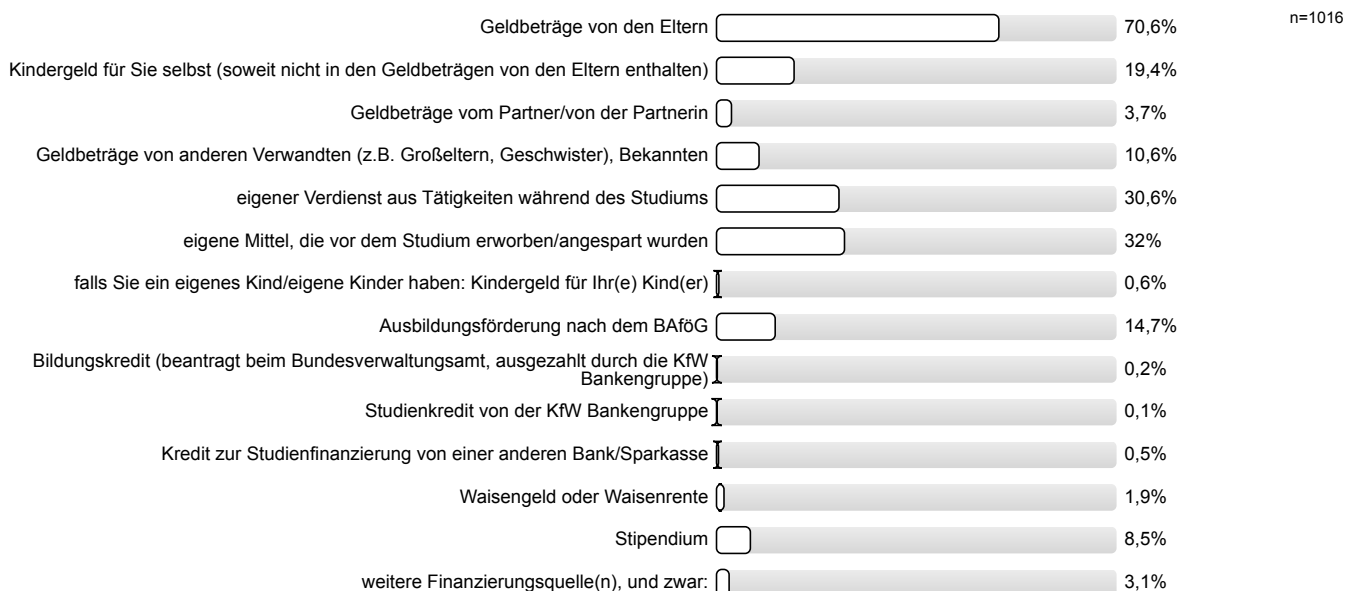 n=1016
Geldbeträge von den Eltern 70,6%
Kindergeld für Sie selbst (soweit nicht in den Geldbeträgen von den Eltern enthalten) 19,4%
Geldbeträge vom Partner/von der Partnerin 3,7%
Geldbeträge von anderen Verwandten (z.B. Großeltern, Geschwister), Bekannten 10,6%
eigener Verdienst aus Tätigkeiten während des Studiums 30,6%
eigene Mittel, die vor dem Studium erworben/angespart wurden 32%
falls Sie ein eigenes Kind/eigene Kinder haben: Kindergeld für Ihr(e) Kind(er) 0,6%
Ausbildungsförderung nach dem BAföG 14,7%
Bildungskredit (beantragt beim Bundesverwaltungsamt, ausgezahlt durch die KfW
Bankengruppe) 0,2%
Studienkredit von der KfW Bankengruppe 0,1%
Kredit zur Studienfinanzierung von einer anderen Bank/Sparkasse 0,5%
Waisengeld oder Waisenrente 1,9%
Stipendium 8,5%
weitere Finanzierungsquelle(n), und zwar: 3,1%